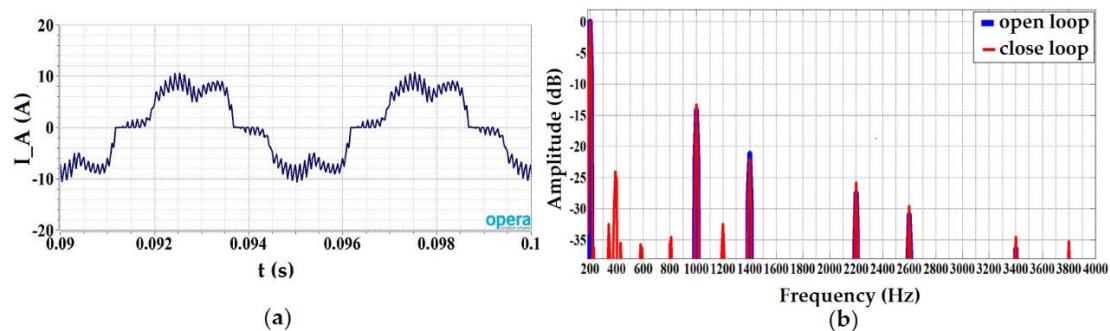 (a)
20
10
0
-10
-20
I_A (A)
0.09
0.092
0.094
0.096
0.098
0.1
t (s)
opera
(a)
(b)
0
-5
-10
-15
-20
-25
-30
-35
Amplitude (dB)
open loop
close loop
200 400 600 800 1000 1200 1400 1600 1800 2000 2200 2400 2600 2800 3000 3200 3400 3600 3800 4000
Frequency (Hz)
(b)